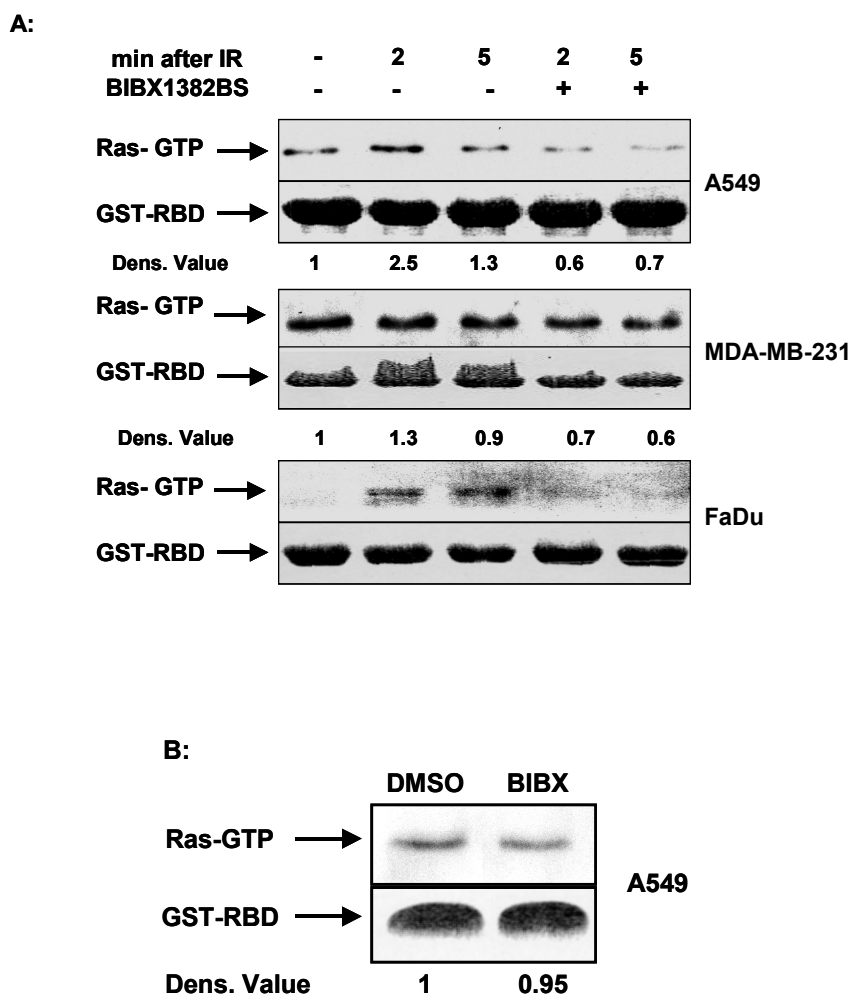 A:
min after IR - 2 5 2 5
BIBX1382BS - - - + +
Ras- GTP
A549
GST-RBD
Dens. Value 1 2.5 1.3 0.6 0.7
Ras- GTP
MDA-MB-231
GST-RBD
Dens. Value 1 1.3 0.9 0.7 0.6
Ras- GTP
FaDu
GST-RBD
B:
DMSO BIBX
Ras-GTP
A549
GST-RBD
Dens. Value 1 0.95